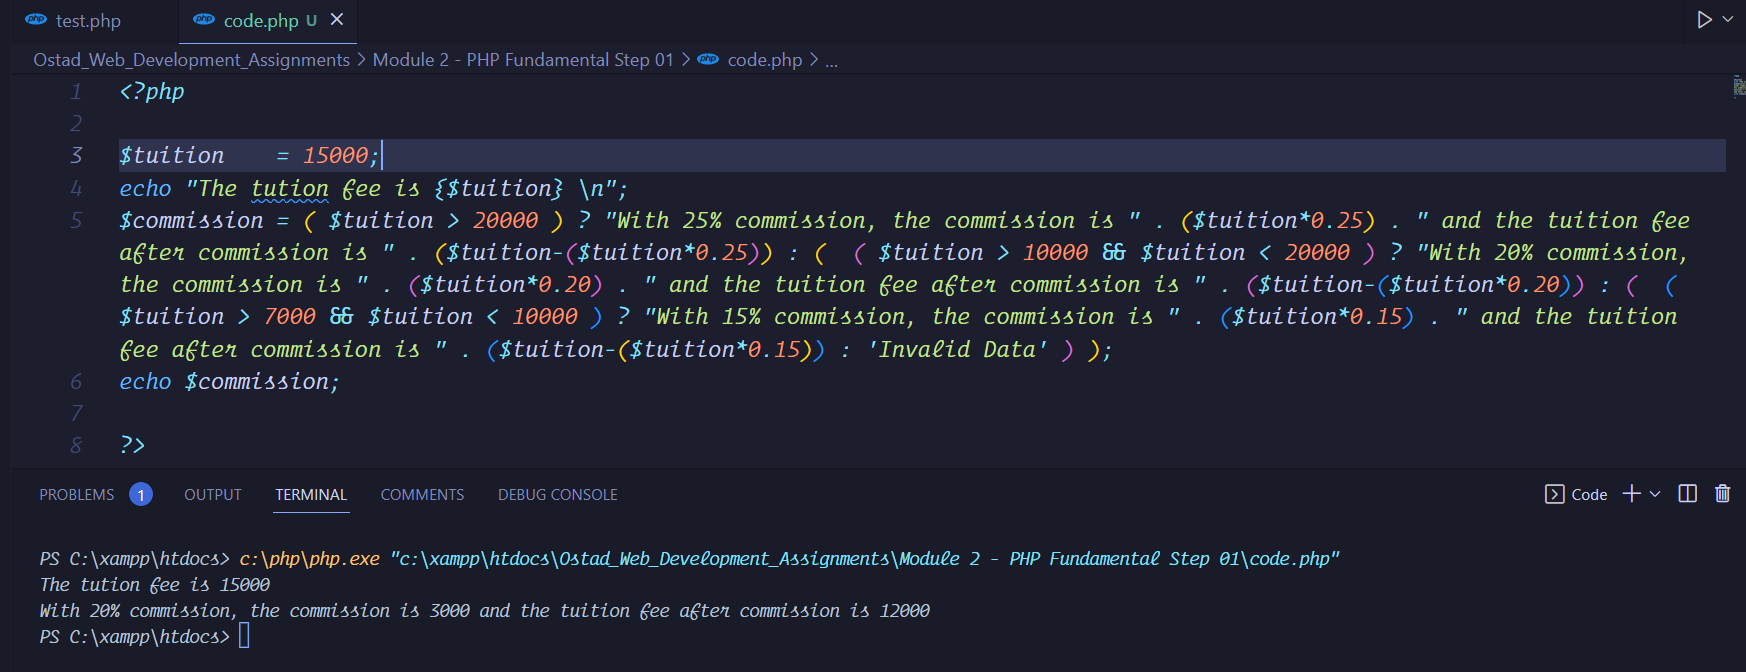 php test.php
php code.php U
Ostad_Web_Development_Assignments > Module 2 - PHP Fundamental Step 01 > php code.php > ...
1 <?php
2
3 $tuition    = 15000;
4 echo "The tution fee is {$tuition} \n";
5 $commission = ( $tuition > 20000 ) ? "With 25% commission, the commission is " . ($tuition*0.25) . " and the tuition fee
after commission is " . ($tuition-($tuition*0.25)) : (  ( $tuition > 10000 && $tuition < 20000 ) ? "With 20% commission,
the commission is " . ($tuition*0.20) . " and the tuition fee after commission is " . ($tuition-($tuition*0.20)) : (  (
$tuition > 7000 && $tuition < 10000 ) ? "With 15% commission, the commission is " . ($tuition*0.15) . " and the tuition
fee after commission is " . ($tuition-($tuition*0.15)) : 'Invalid Data' ) );
6 echo $commission;
7
8 ?>
PROBLEMS 1 OUTPUT TERMINAL COMMENTS DEBUG CONSOLE Code
PS C:\xampp\htdocs> c:\php\php.exe "c:\xampp\htdocs\Ostad_Web_Development_Assignments\Module 2 - PHP Fundamental Step 01\code.php"
The tution fee is 15000
With 20% commission, the commission is 3000 and the tuition fee after commission is 12000
PS C:\xampp\htdocs>